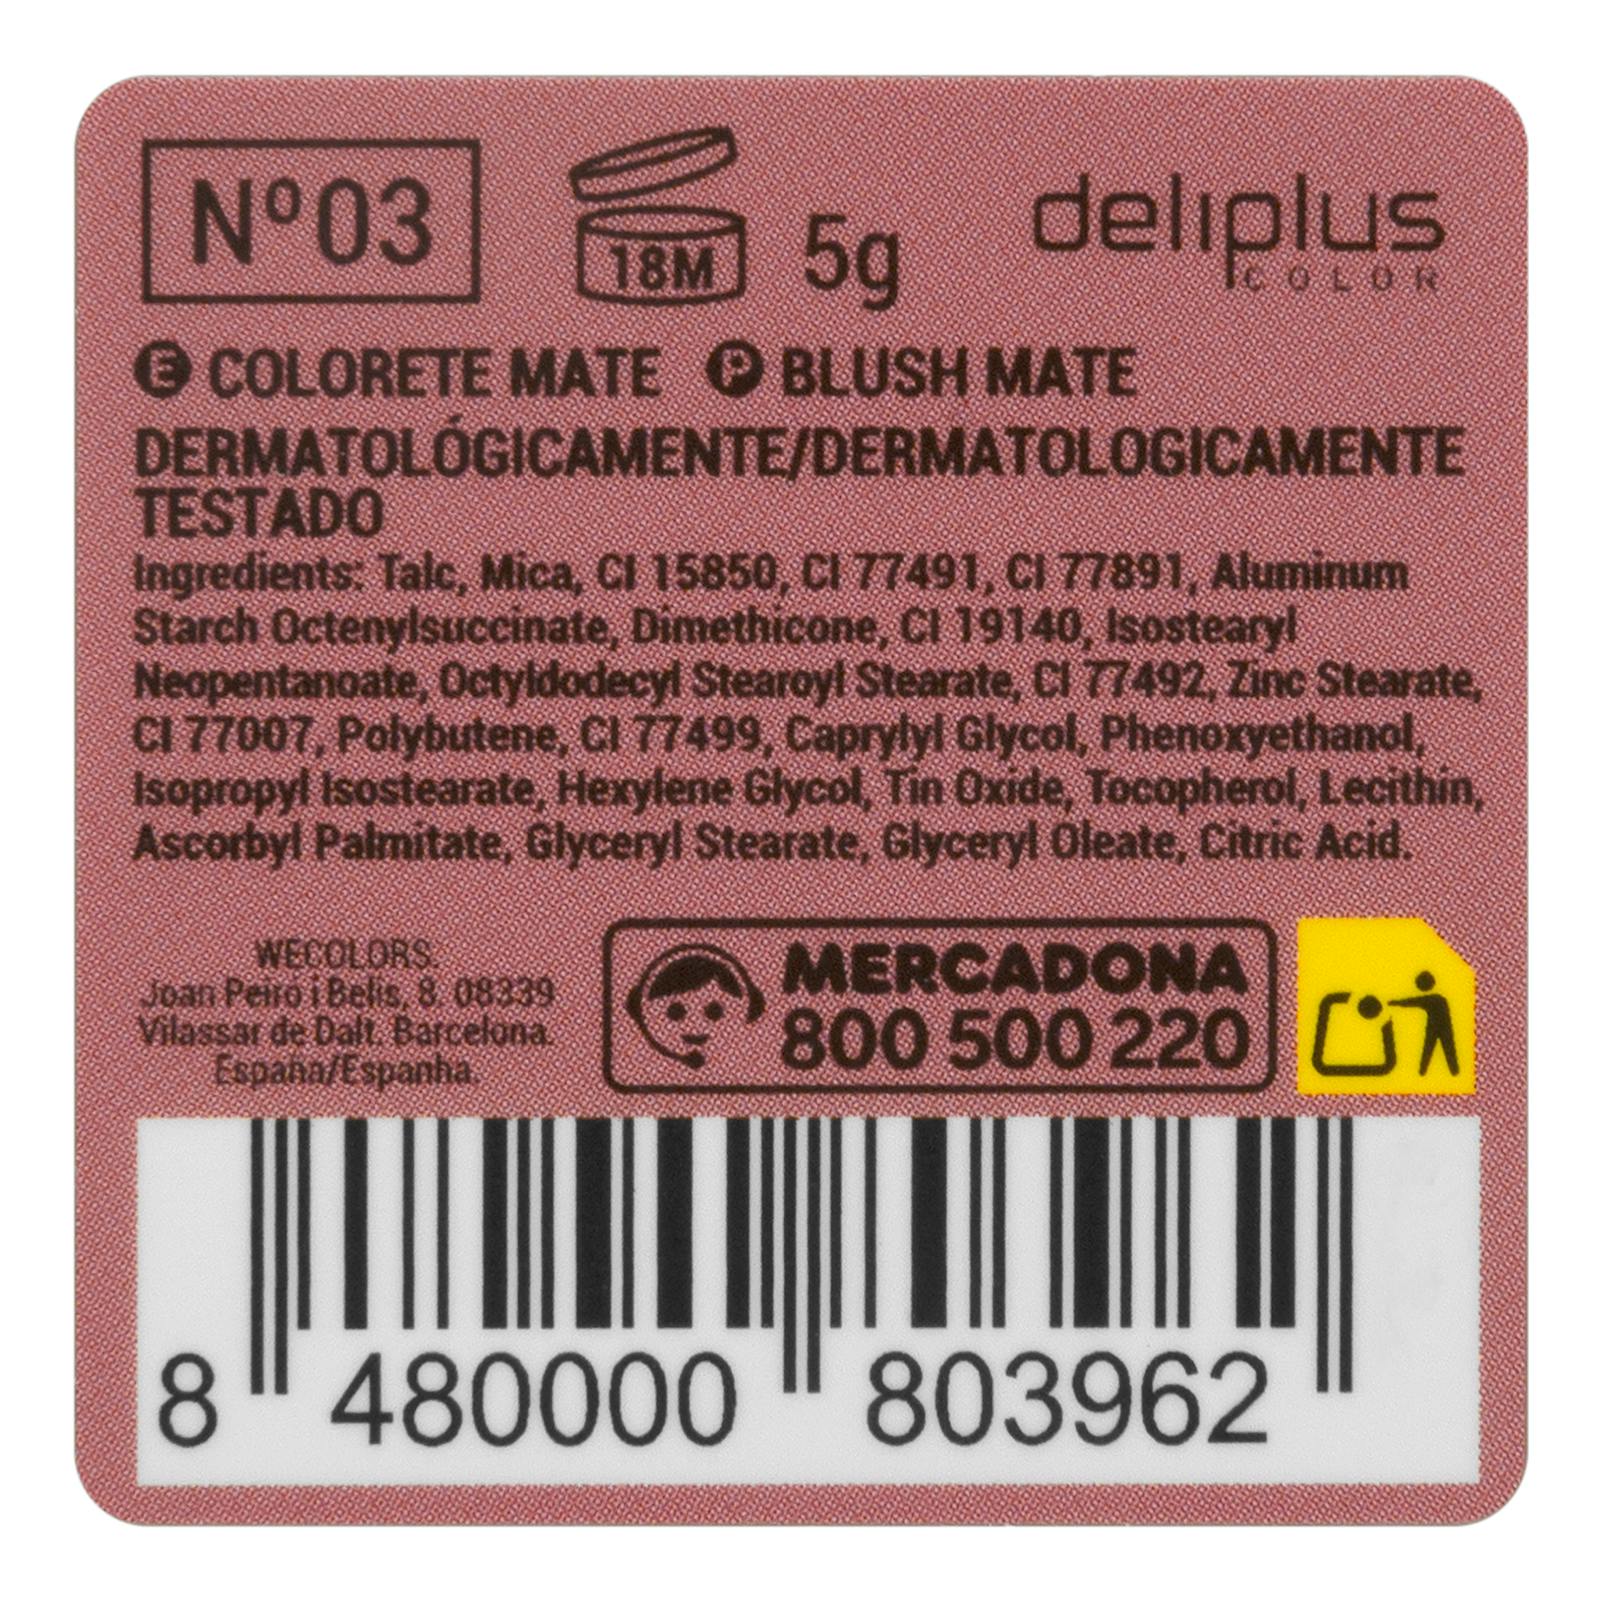 Nº03
18M
5g
deliplus
COLOR
E COLORETE MATE P BLUSH MATE
DERMATOLÓGICAMENTE/DERMATOLOGICAMENTE
TESTADO
Ingredients: Talc, Mica, CI 15850, CI 77491, CI 77891, Aluminum
Starch Octenylsuccinate, Dimethicone, CI 19140, Isostearyl
Neopentanoate, Octyldodecyl Stearoyl Stearate, CI 77492, Zinc Stearate,
CI 77007, Polybutene, CI 77499, Caprylyl Glycol, Phenoxyethanol,
Isopropyl Isostearate, Hexylene Glycol, Tin Oxide, Tocopherol, Lecithin,
Ascorbyl Palmitate, Glyceryl Stearate, Glyceryl Oleate, Citric Acid.
WECOLORS.
Joan Peiró i Belis, 8. 08339
Vilassar de Dalt. Barcelona.
España/Espanha.
MERCADONA
800 500 220
8 480000 803962